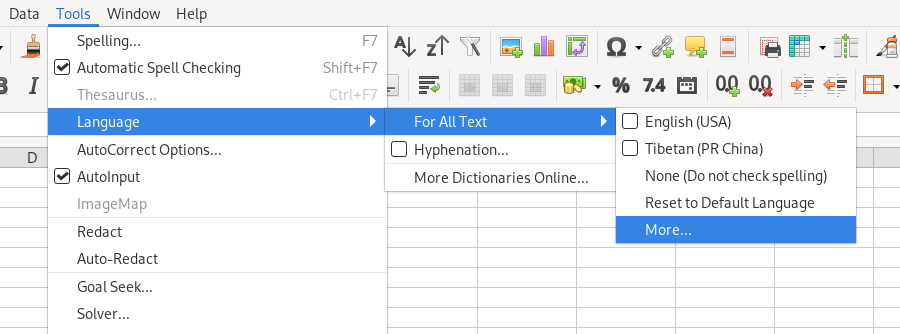 Data Tools Window Help
Spelling... F7
Automatic Spell Checking Shift+F7
Thesaurus... Ctrl+F7
Language
AutoCorrect Options...
AutoInput
ImageMap
Redact
Auto-Redact
Goal Seek...
Solver...
For All Text
Hyphenation...
More Dictionaries Online...
English (USA)
Tibetan (PR China)
None (Do not check spelling)
Reset to Default Language
More...
B I
% 7.4 0.0 0.0
D